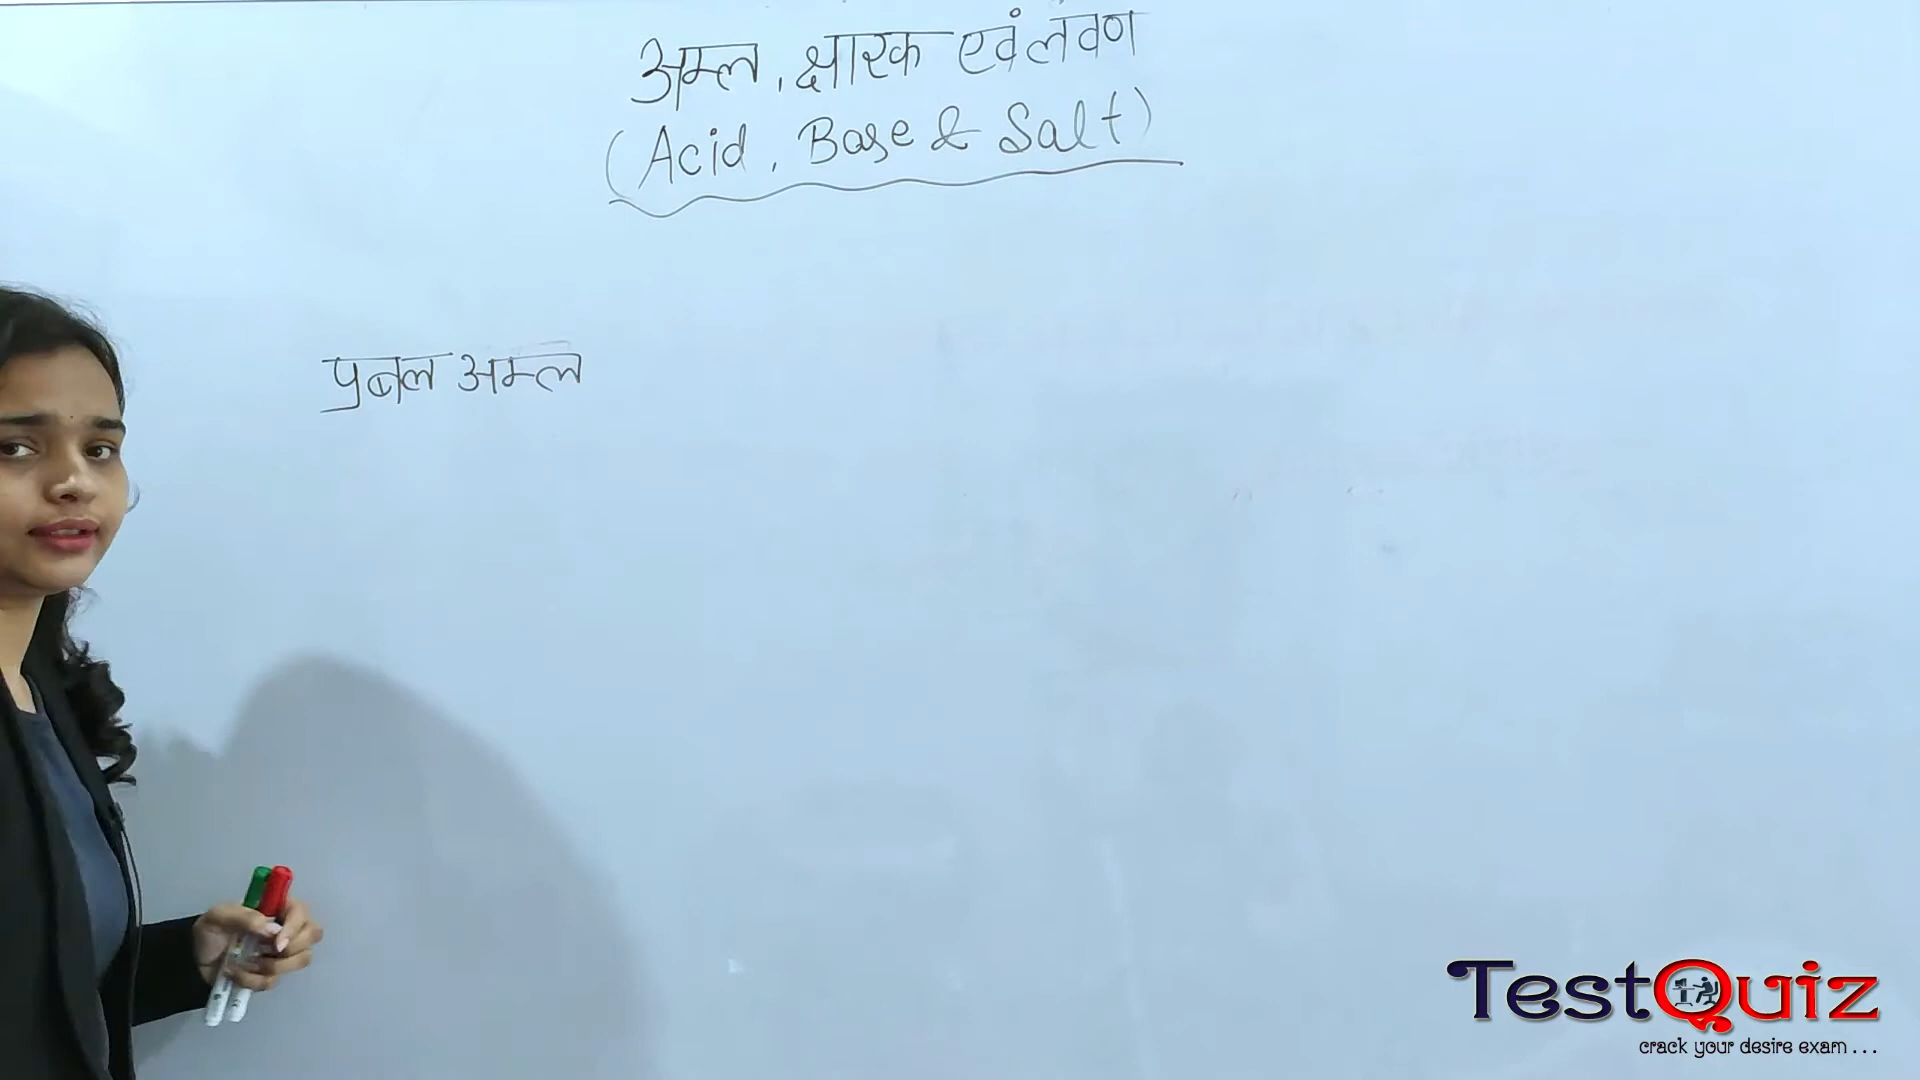 अम्ल, क्षारक एवं लवण
(Acid, Base & Salt)
प्रबल अम्ल
TestQuiz
crack your desire exam...